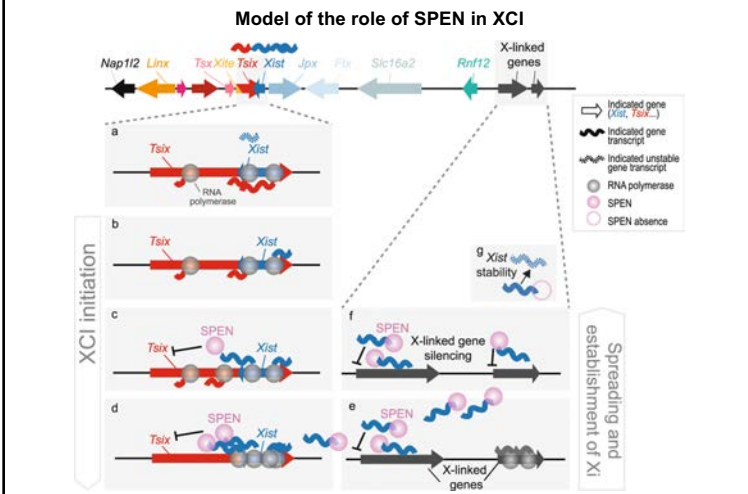 Model of the role of SPEN in XCI
Nap1l2 Linx Tsx Xite Tsix Xist Jpx Ftx Slc16a2 Rnf12 X-linked
genes
Indicated gene
(Xist, Tsix...)
Indicated gene
transcript
Indicated unstable
gene transcript
RNA polymerase
SPEN
SPEN absence
XCI initiation
a
Tsix
Xist
RNA
polymerase
b
Tsix
Xist
c
SPEN
Tsix
Xist
d
SPEN
Tsix
Xist
g
Xist
stability
f
SPEN
X-linked gene
silencing
e
SPEN
X-linked
genes
Spreading and
establishment of Xi